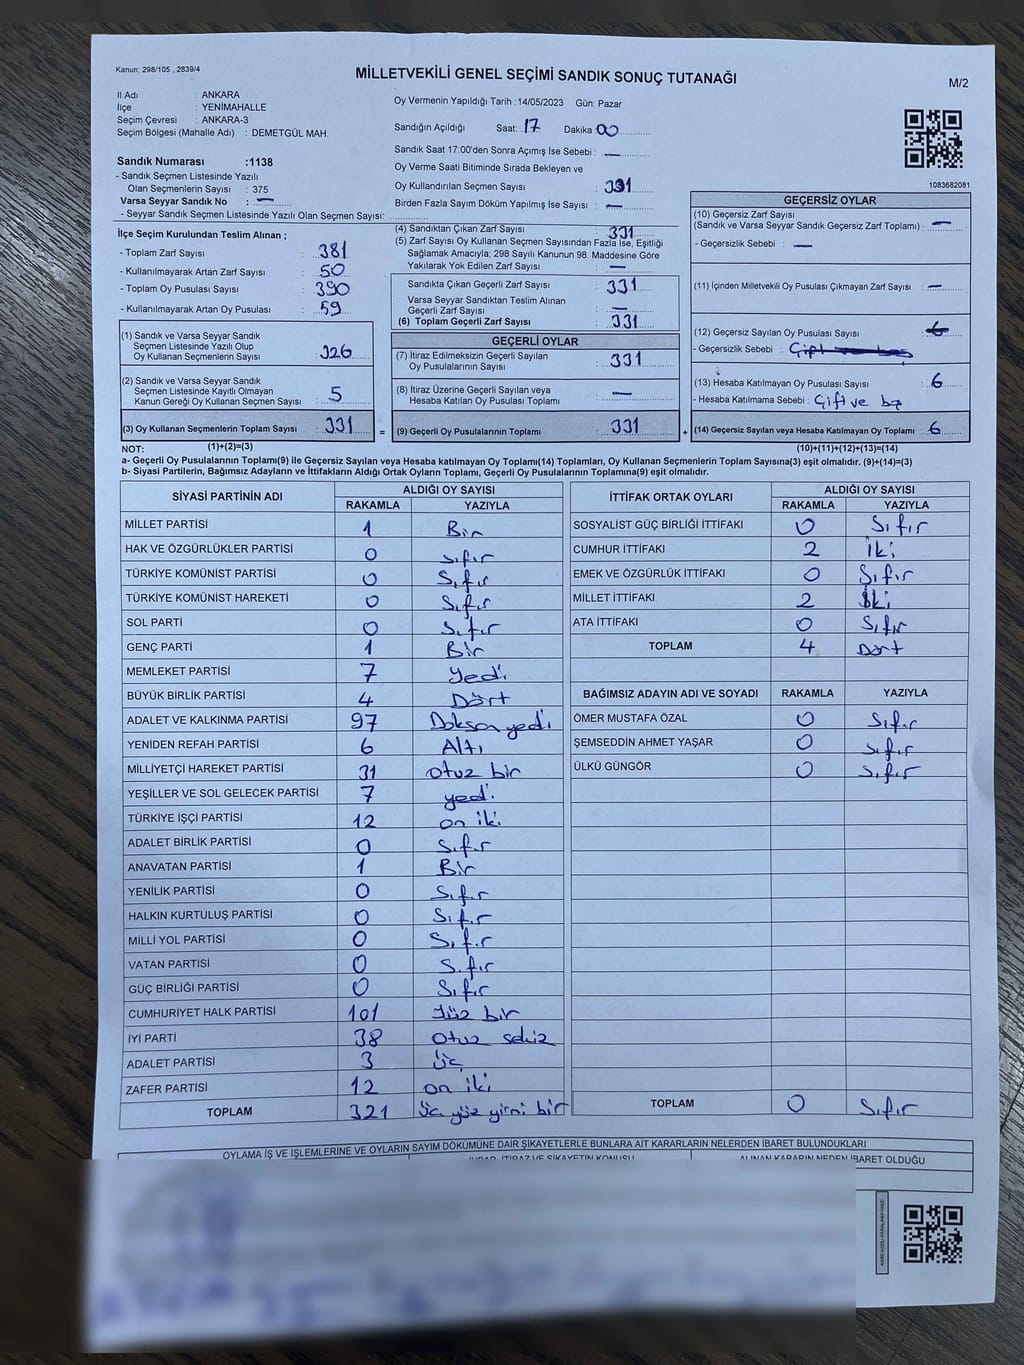 Kanun; 298/105 , 2839/4
MİLLETVEKİLİ GENEL SEÇİMİ SANDIK SONUÇ TUTANAĞI
M/2
İl Adı : ANKARA
İlçe : YENİMAHALLE
Seçim Çevresi : ANKARA-3
Seçim Bölgesi (Mahalle Adı) : DEMETGÜL MAH.
Sandık Numarası :1138
- Sandık Seçmen Listesinde Yazılı
Olan Seçmenlerin Sayısı : 375
Varsa Seyyar Sandık No : —
- Seyyar Sandık Seçmen Listesinde Yazılı Olan Seçmen Sayısı:
Oy Vermenin Yapıldığı Tarih :14/05/2023 Gün: Pazar
Sandığın Açıldığı Saat: 17 Dakika 00
Sandık Saat 17:00'den Sonra Açımış İse Sebebi : —
Oy Verme Saati Bitiminde Sırada Bekleyen ve
Oy Kullandırılan Seçmen Sayısı : 331
Birden Fazla Sayım Döküm Yapılmış İse Sayısı : —
1083682081
İlçe Seçim Kurulundan Teslim Alınan ;
- Toplam Zarf Sayısı : 381
- Kullanılmayarak Artan Zarf Sayısı : 50
- Toplam Oy Pusulası Sayısı : 390
- Kullanılmayarak Artan Oy Pusulası : 59
(1) Sandık ve Varsa Seyyar Sandık
Seçmen Listesinde Yazılı Olup
Oy Kullanan Seçmenlerin Sayısı : 326
(2) Sandık ve Varsa Seyyar Sandık
Seçmen Listesinde Kayıtlı Olmayan
Kanun Gereği Oy Kullanan Seçmen Sayısı : 5
(3) Oy Kullanan Seçmenlerin Toplam Sayısı : 331
(4) Sandıktan Çıkan Zarf Sayısı : 331
(5) Zarf Sayısı Oy Kullanan Seçmen Sayısından Fazla İse, Eşitliği
Sağlamak Amacıyla; 298 Sayılı Kanunun 98. Maddesine Göre
Yakılarak Yok Edilen Zarf Sayısı : —
Sandıkta Çıkan Geçerli Zarf Sayısı : 331
Varsa Seyyar Sandıktan Teslim Alınan
Geçerli Zarf Sayısı : —
(6) Toplam Geçerli Zarf Sayısı : 331
GEÇERLİ OYLAR
(7) İtiraz Edilmeksizin Geçerli Sayılan
Oy Pusulalarının Sayısı : 331
(8) İtiraz Üzerine Geçerli Sayılan veya
Hesaba Katılan Oy Pusulası Toplamı : —
= (9) Geçerli Oy Pusulalarının Toplamı : 331
GEÇERSİZ OYLAR
(10) Geçersiz Zarf Sayısı
(Sandık ve Varsa Seyyar Sandık Geçersiz Zarf Toplamı) : —
- Geçersizlik Sebebi : —
(11) İçinden Milletvekili Oy Pusulası Çıkmayan Zarf Sayısı : —
(12) Geçersiz Sayılan Oy Pusulası Sayısı : 6
- Geçersizlik Sebebi : Çift
(13) Hesaba Katılmayan Oy Pusulası Sayısı : 6
- Hesaba Katılmama Sebebi : Çift ve
+ (14) Geçersiz Sayılan veya Hesaba Katılmayan Oy Toplamı : 6
NOT: (1)+(2)=(3) (10)+(11)+(12)+(13)=(14)
a- Geçerli Oy Pusulalarının Toplamı(9) ile Geçersiz Sayılan veya Hesaba Katılmayan Oy Toplamı(14) Toplamları, Oy Kullanan Seçmenlerin Toplam Sayısına(3) eşit olmalıdır. (9)+(14)=(3)
b- Siyasi Partilerin, Bağımsız Adayların ve İttifakların Aldığı Ortak Oyların Toplamı, Geçerli Oy Pusulalarının Toplamına(9) eşit olmalıdır.
SİYASİ PARTİNİN ADI ALDIĞI OY SAYISI
RAKAMLA YAZIYLA
MİLLET PARTİSİ 1 Bir
HAK VE ÖZGÜRLÜKLER PARTİSİ 0 Sıfır
TÜRKİYE KOMÜNİST PARTİSİ 0 Sıfır
TÜRKİYE KOMÜNİST HAREKETİ 0 Sıfır
SOL PARTİ 0 Sıfır
GENÇ PARTİ 1 Bir
MEMLEKET PARTİSİ 7 Yedi
BÜYÜK BİRLİK PARTİSİ 4 Dört
ADALET VE KALKINMA PARTİSİ 97 Doksan yedi
YENİDEN REFAH PARTİSİ 6 Altı
MİLLİYETÇİ HAREKET PARTİSİ 31 otuz bir
YEŞİLLER VE SOL GELECEK PARTİSİ 7 yedi
TÜRKİYE İŞÇİ PARTİSİ 12 on iki
ADALET BİRLİK PARTİSİ 0 Sıfır
ANAVATAN PARTİSİ 1 Bir
YENİLİK PARTİSİ 0 Sıfır
HALKIN KURTULUŞ PARTİSİ 0 Sıfır
MİLLİ YOL PARTİSİ 0 Sıfır
VATAN PARTİSİ 0 Sıfır
GÜÇ BİRLİĞİ PARTİSİ 0 Sıfır
CUMHURİYET HALK PARTİSİ 101 Yüz bir
İYİ PARTİ 38 Otuz sekiz
ADALET PARTİSİ 3 Üç
ZAFER PARTİSİ 12 on iki
TOPLAM 321 Üç yüz yirmi bir
İTTİFAK ORTAK OYLARI ALDIĞI OY SAYISI
RAKAMLA YAZIYLA
SOSYALİST GÜÇ BİRLİĞİ İTTİFAKI 0 Sıfır
CUMHUR İTTİFAKI 2 İki
EMEK VE ÖZGÜRLÜK İTTİFAKI 0 Sıfır
MİLLET İTTİFAKI 2 İki
ATA İTTİFAKI 0 Sıfır
TOPLAM 4 Dört
BAĞIMSIZ ADAYIN ADI VE SOYADI RAKAMLA YAZIYLA
ÖMER MUSTAFA ÖZAL 0 Sıfır
ŞEMSEDDİN AHMET YAŞAR 0 Sıfır
ÜLKÜ GÜNGÖR 0 Sıfır
TOPLAM 0 Sıfır
OYLAMA İŞ VE İŞLEMLERİNE VE OYLARIN SAYIM DÖKÜMÜNE DAİR ŞİKAYETLERLE BUNLARA AİT KARARLARIN NELERDEN İBARET BULUNDUKLARI
İHBAR, İTİRAZ VE ŞİKAYETİN KONUSU ALINAN KARARIN NEDEN İBARET OLDUĞU